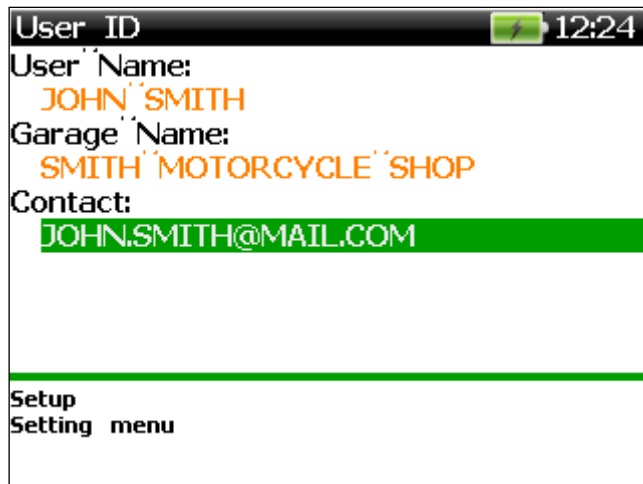 User ID 12:24
User Name:
JOHN SMITH
Garage Name:
SMITH MOTORCYCLE SHOP
Contact:
JOHN.SMITH@MAIL.COM
Setup
Setting menu